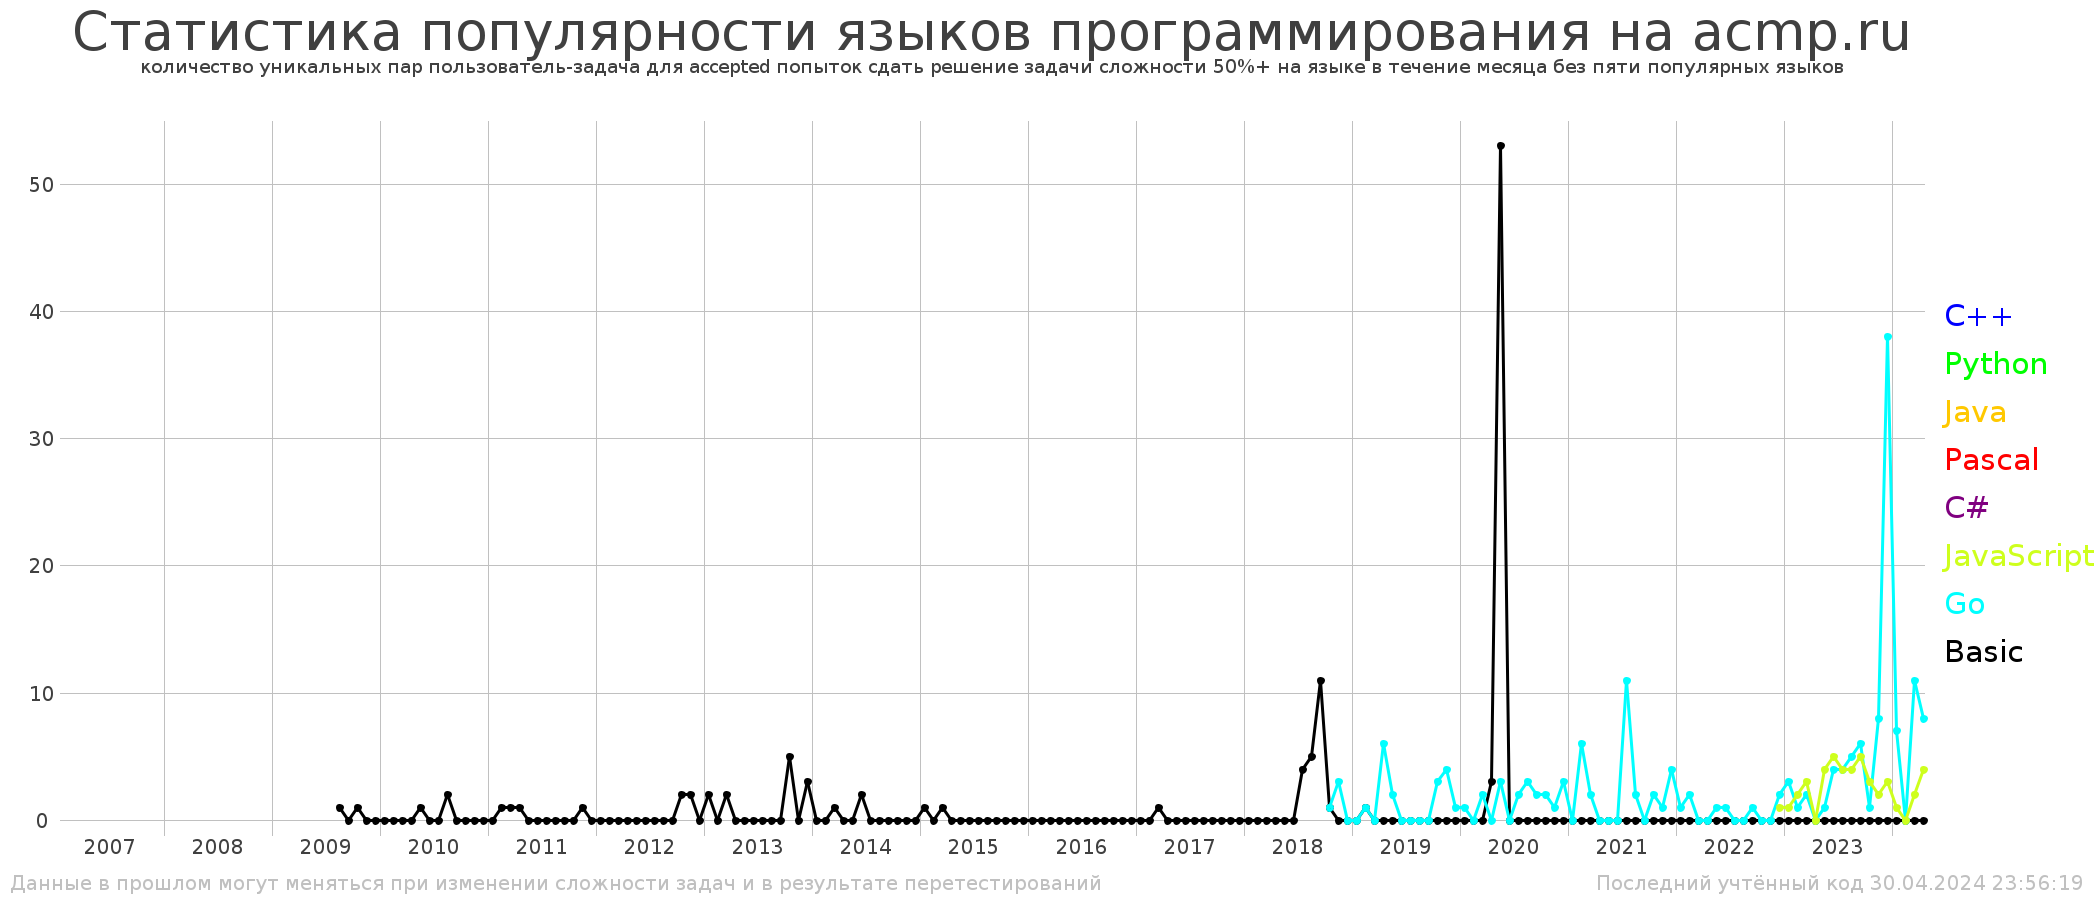 Статистика популярности языков программирования на acmp.ru
количество уникальных пар пользователь-задача для accepted попыток сдать решение задачи сложности 50%+ на языке в течение месяца без пяти популярных языков
50
40
30
20
10
0
C++
Python
Java
Pascal
C#
JavaScript
Go
Basic
2007 2008 2009 2010 2011 2012 2013 2014 2015 2016 2017 2018 2019 2020 2021 2022 2023
Данные в прошлом могут меняться при изменении сложности задач и в результате перетестирований
Последний учтённый код 30.04.2024 23:56:19